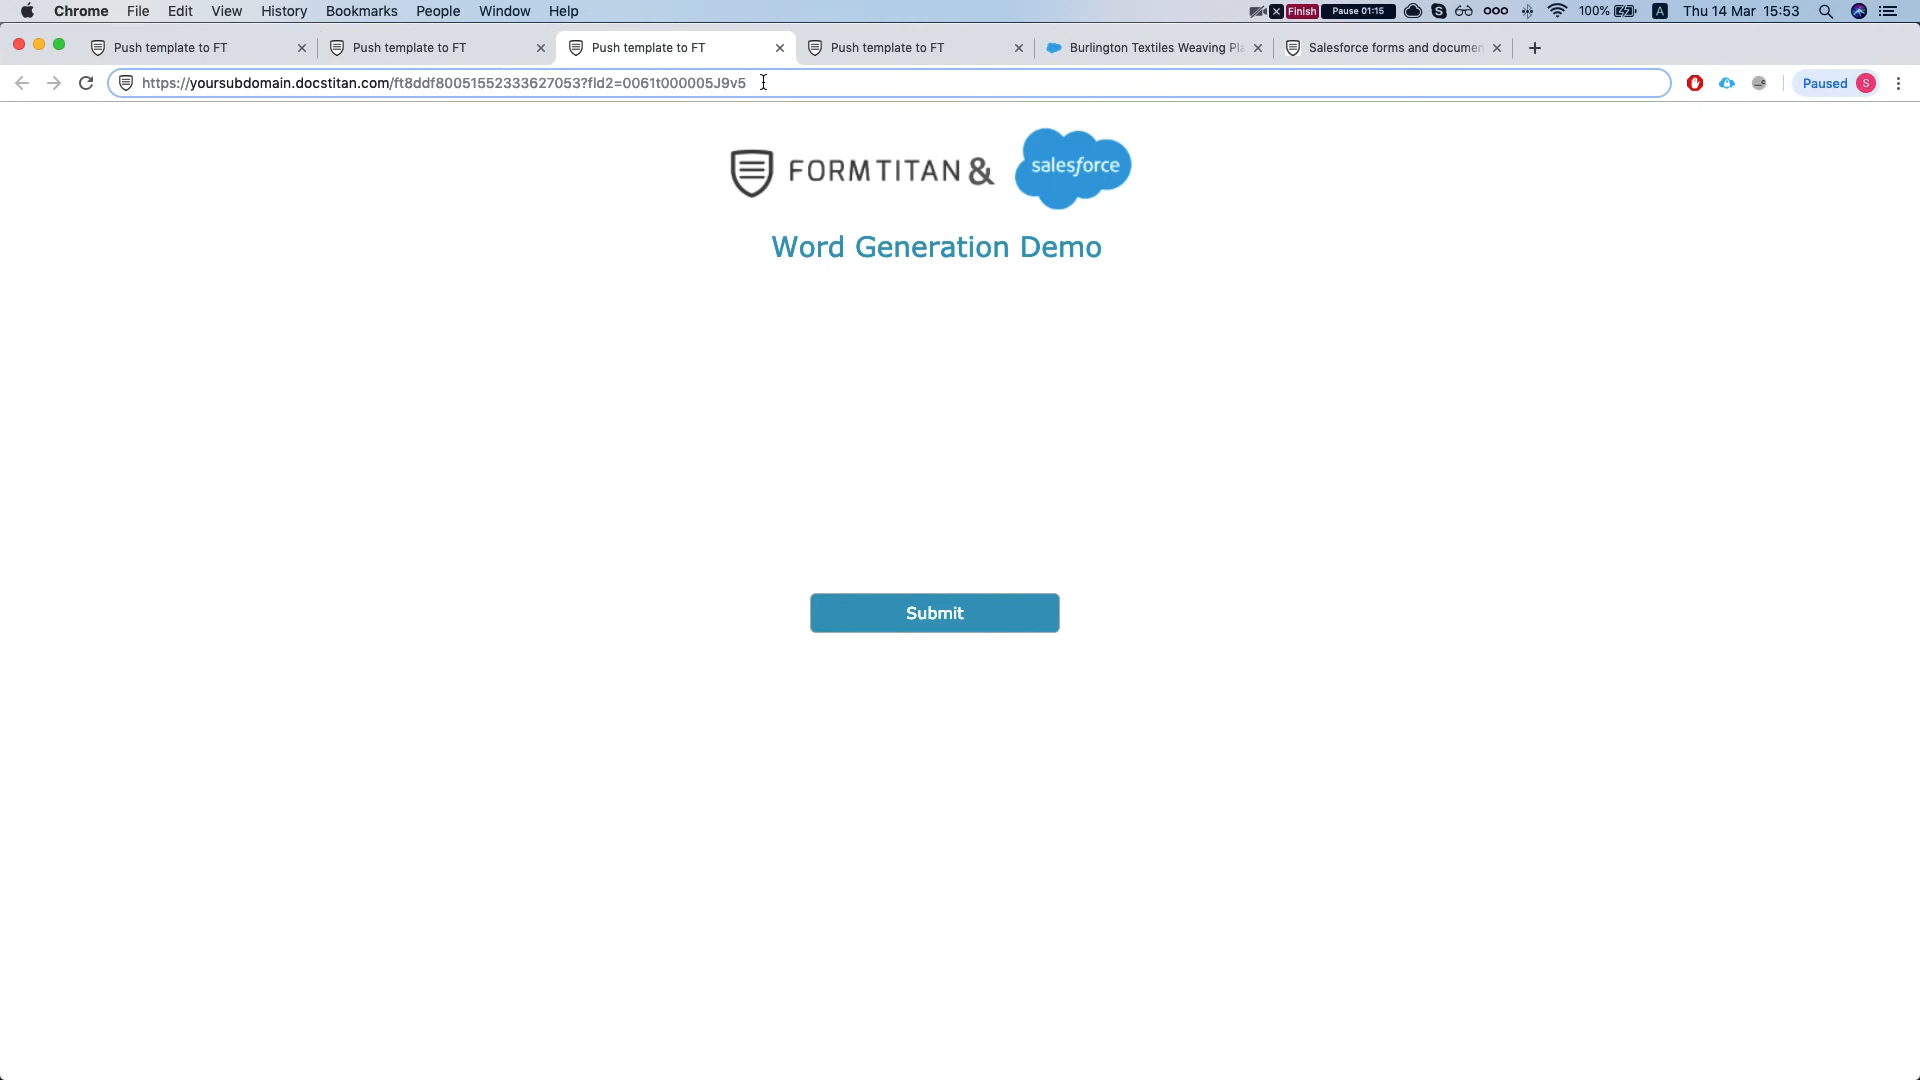 Chrome File Edit View History Bookmarks People Window Help Finish Pause 01:15 100% A Thu 14 Mar 15:53
Push template to FT Push template to FT Push template to FT Push template to FT Burlington Textiles Weaving Pla Salesforce forms and documen
https://yoursubdomain.docstitan.com/ft8ddf80051552333627053?fld2=0061t000005J9v5 Paused S
FORMTITAN & salesforce
Word Generation Demo
Submit